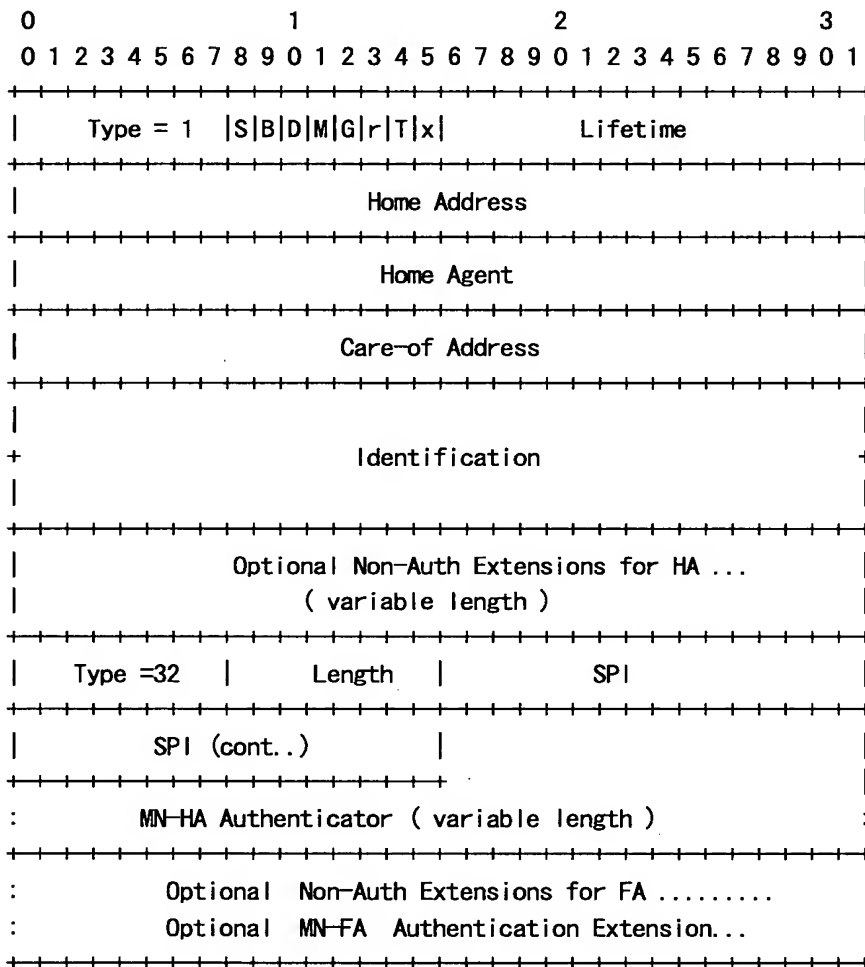 0 1 2 3
0 1 2 3 4 5 6 7 8 9 0 1 2 3 4 5 6 7 8 9 0 1 2 3 4 5 6 7 8 9 0 1
| Type = 1 |S|B|D|M|G|r|T|x| Lifetime |
| Home Address |
| Home Agent |
| Care-of Address |
| Identification |
| Optional Non-Auth Extensions for HA ... |
| ( variable length ) |
| Type =32 | Length | SPI |
| SPI (cont..) |
: MN-HA Authenticator ( variable length ) :
: Optional Non-Auth Extensions for FA .........
: Optional MN-FA Authentication Extension...